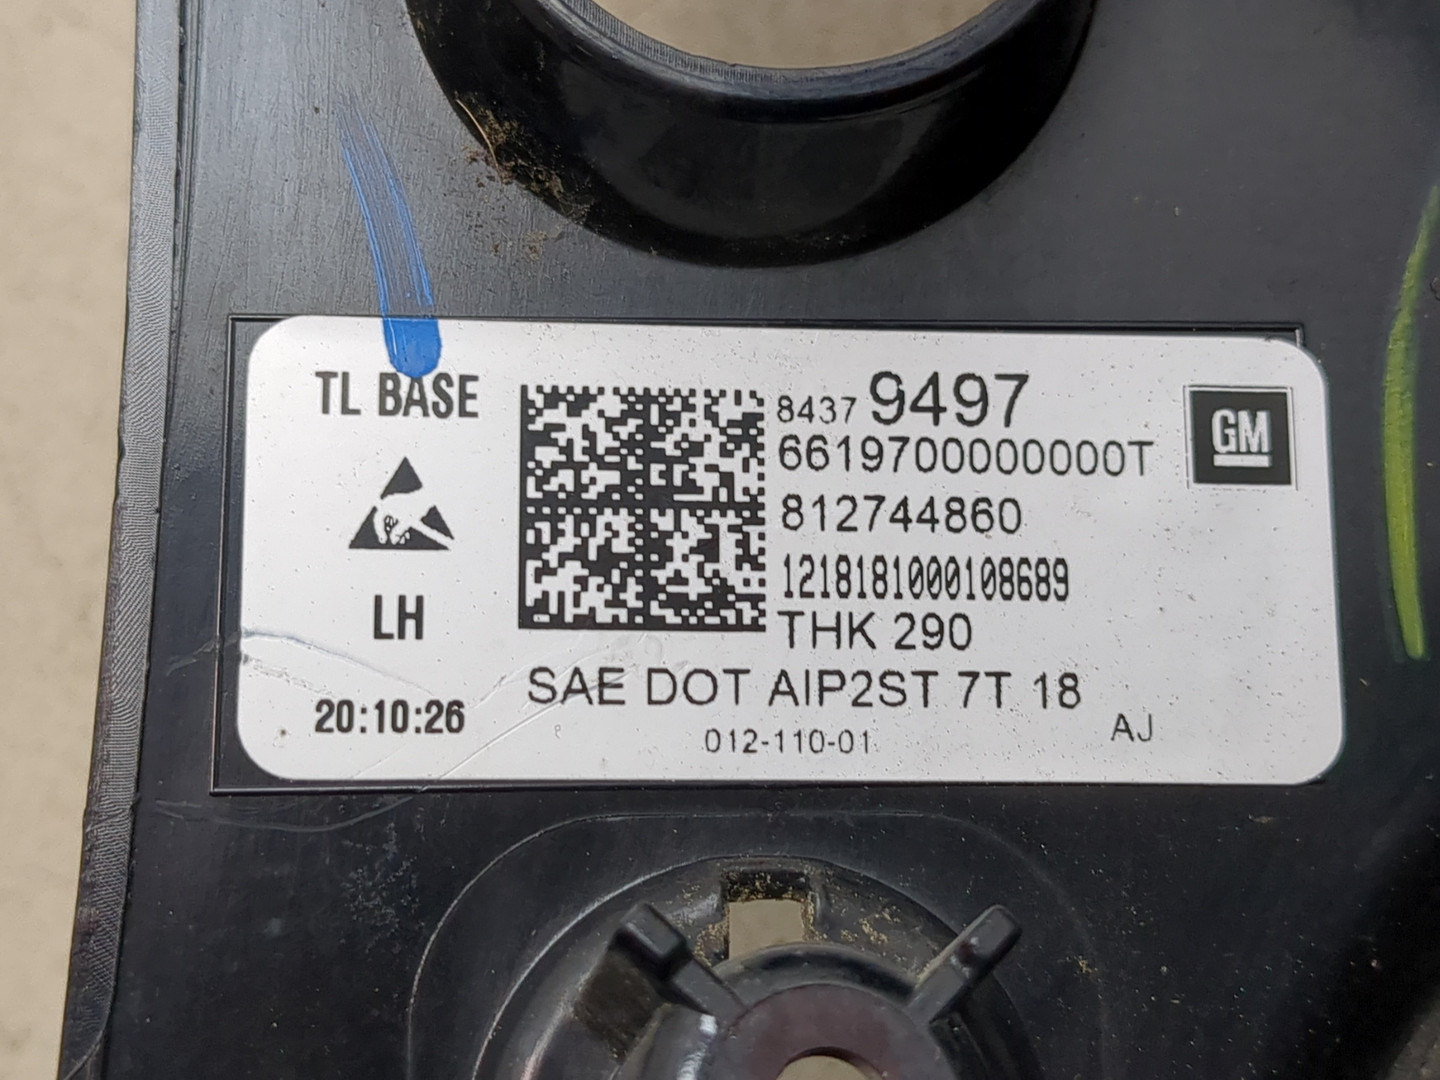 TL BASE
LH
20:10:26
8437 9497
6619700000000T
812744860
1218181000108689
THK 290
SAE DOT AIP2ST 7T 18
012-110-01
AJ
GM